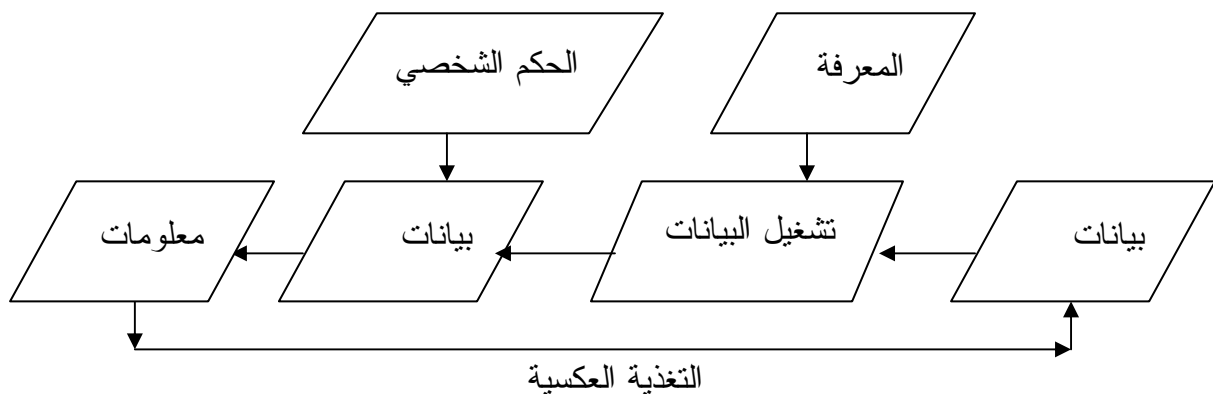 المعرفة
الحكم الشخصي
بيانات
تشغيل البيانات
بيانات
معلومات
التغذية العكسية